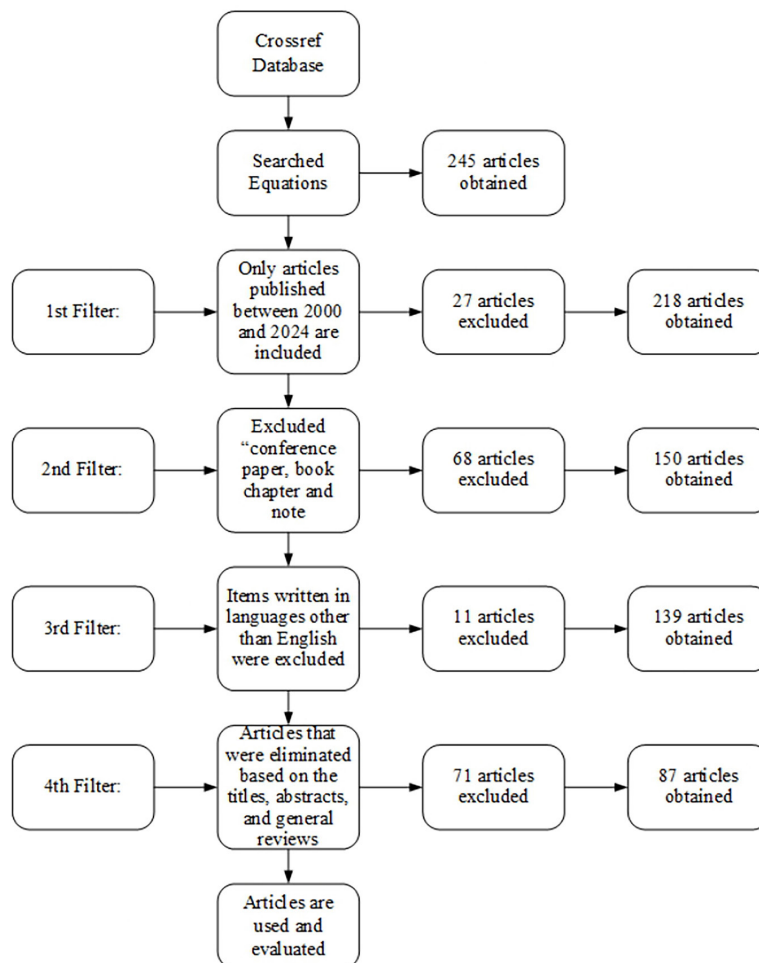 Crossref
Database
Searched
Equations
245 articles
obtained
1st Filter:
Only articles
published
between 2000
and 2024 are
included
27 articles
excluded
218 articles
obtained
2nd Filter:
Excluded
“conference
paper, book
chapter and
note
68 articles
excluded
150 articles
obtained
3rd Filter:
Items written in
languages other
than English
were excluded
11 articles
excluded
139 articles
obtained
4th Filter:
Articles that
were eliminated
based on the
titles, abstracts,
and general
reviews
71 articles
excluded
87 articles
obtained
Articles are
used and
evaluated